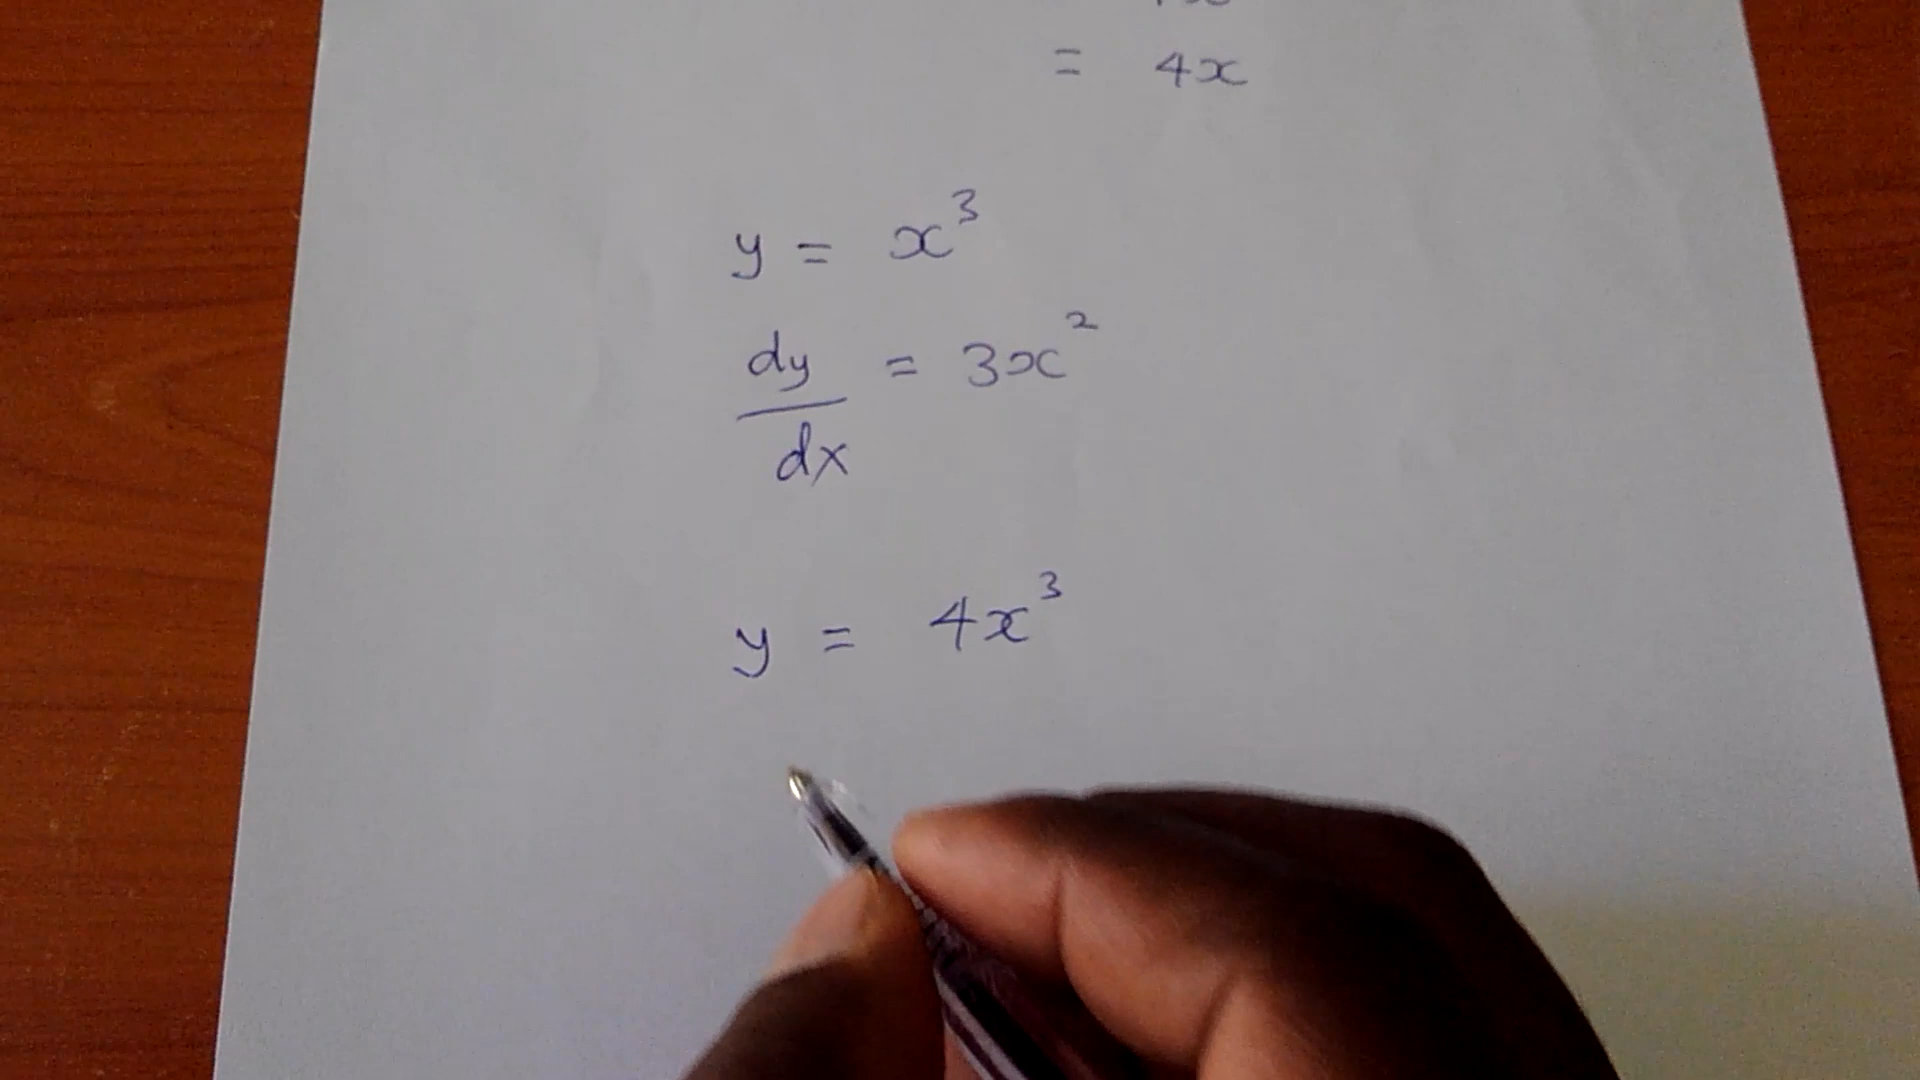 = 4x
y = x³
dy/dx = 3x²
y = 4x³